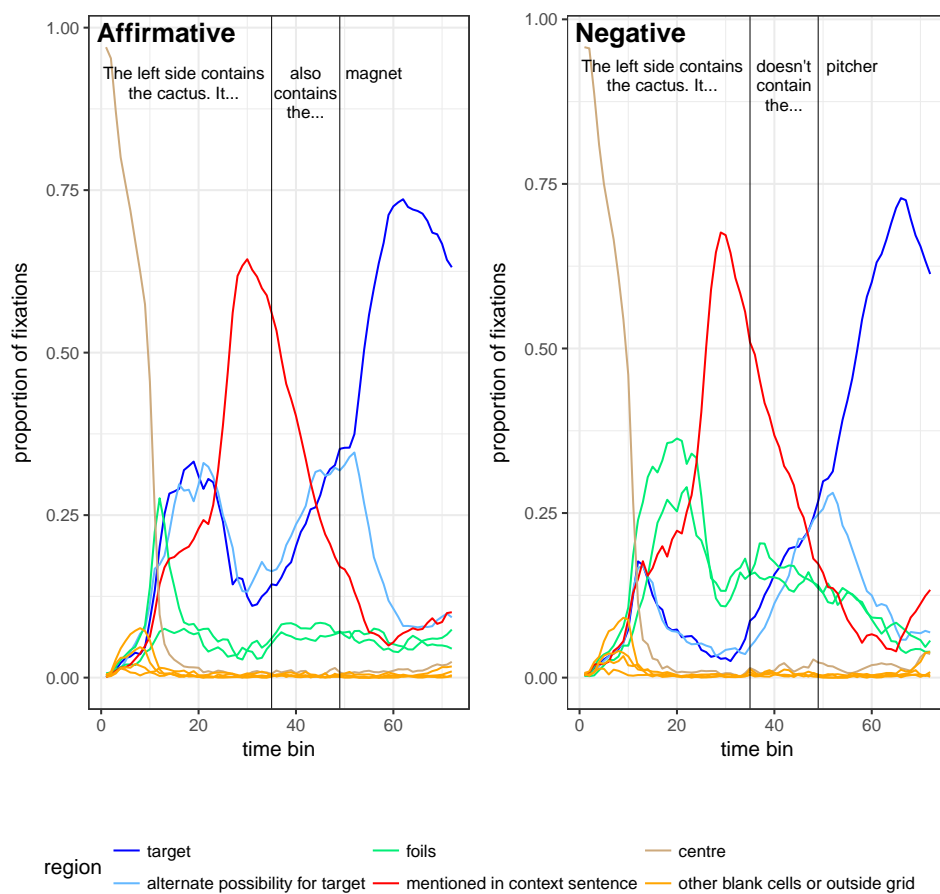 Affirmative
The left side contains
the cactus. It...
also
contains
the...
magnet
1.00
0.75
0.50
0.25
0.00
proportion of fixations
0
20
40
60
time bin
Negative
The left side contains
the cactus. It...
doesn't
contain
the...
pitcher
1.00
0.75
0.50
0.25
0.00
proportion of fixations
0
20
40
60
time bin
region
target
foils
centre
alternate possibility for target
mentioned in context sentence
other blank cells or outside grid